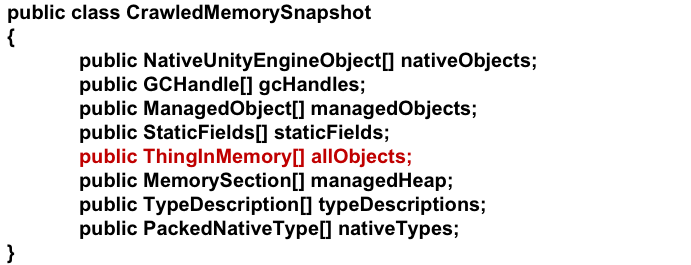 public class CrawledMemorySnapshot
{
public NativeUnityEngineObject[] nativeObjects;
public GCHandle[] gcHandles;
public ManagedObject[] managedObjects;
public StaticFields[] staticFields;
public ThingInMemory[] allObjects;
public MemorySection[] managedHeap;
public TypeDescription[] typeDescriptions;
public PackedNativeType[] nativeTypes;
}